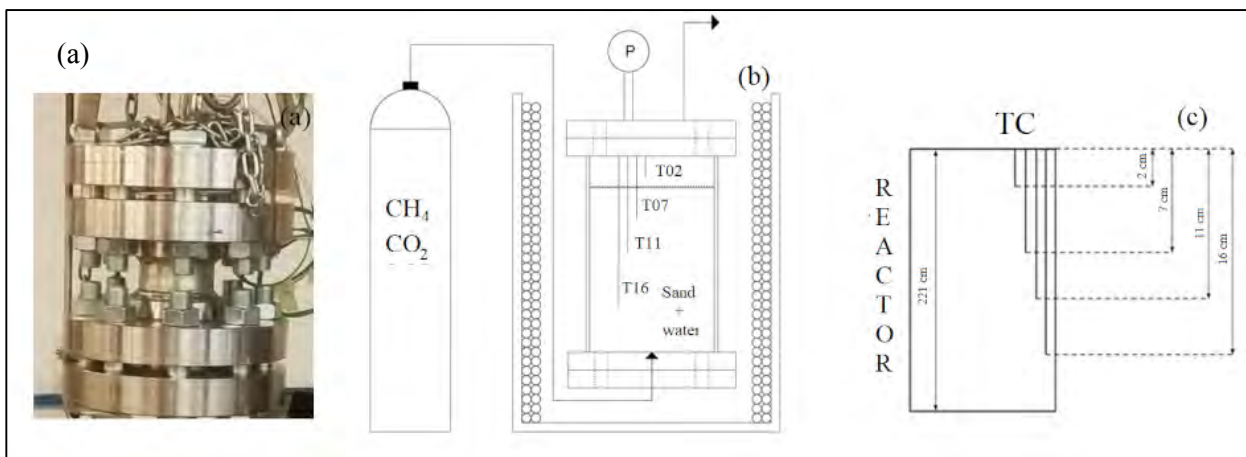 (a)
(a)
CH4
CO2
P
(b)
T02
T07
T11
T16
Sand
+
water
TC
(c)
R
E
A
C
T
O
R
221 cm
2 cm
7 cm
11 cm
16 cm